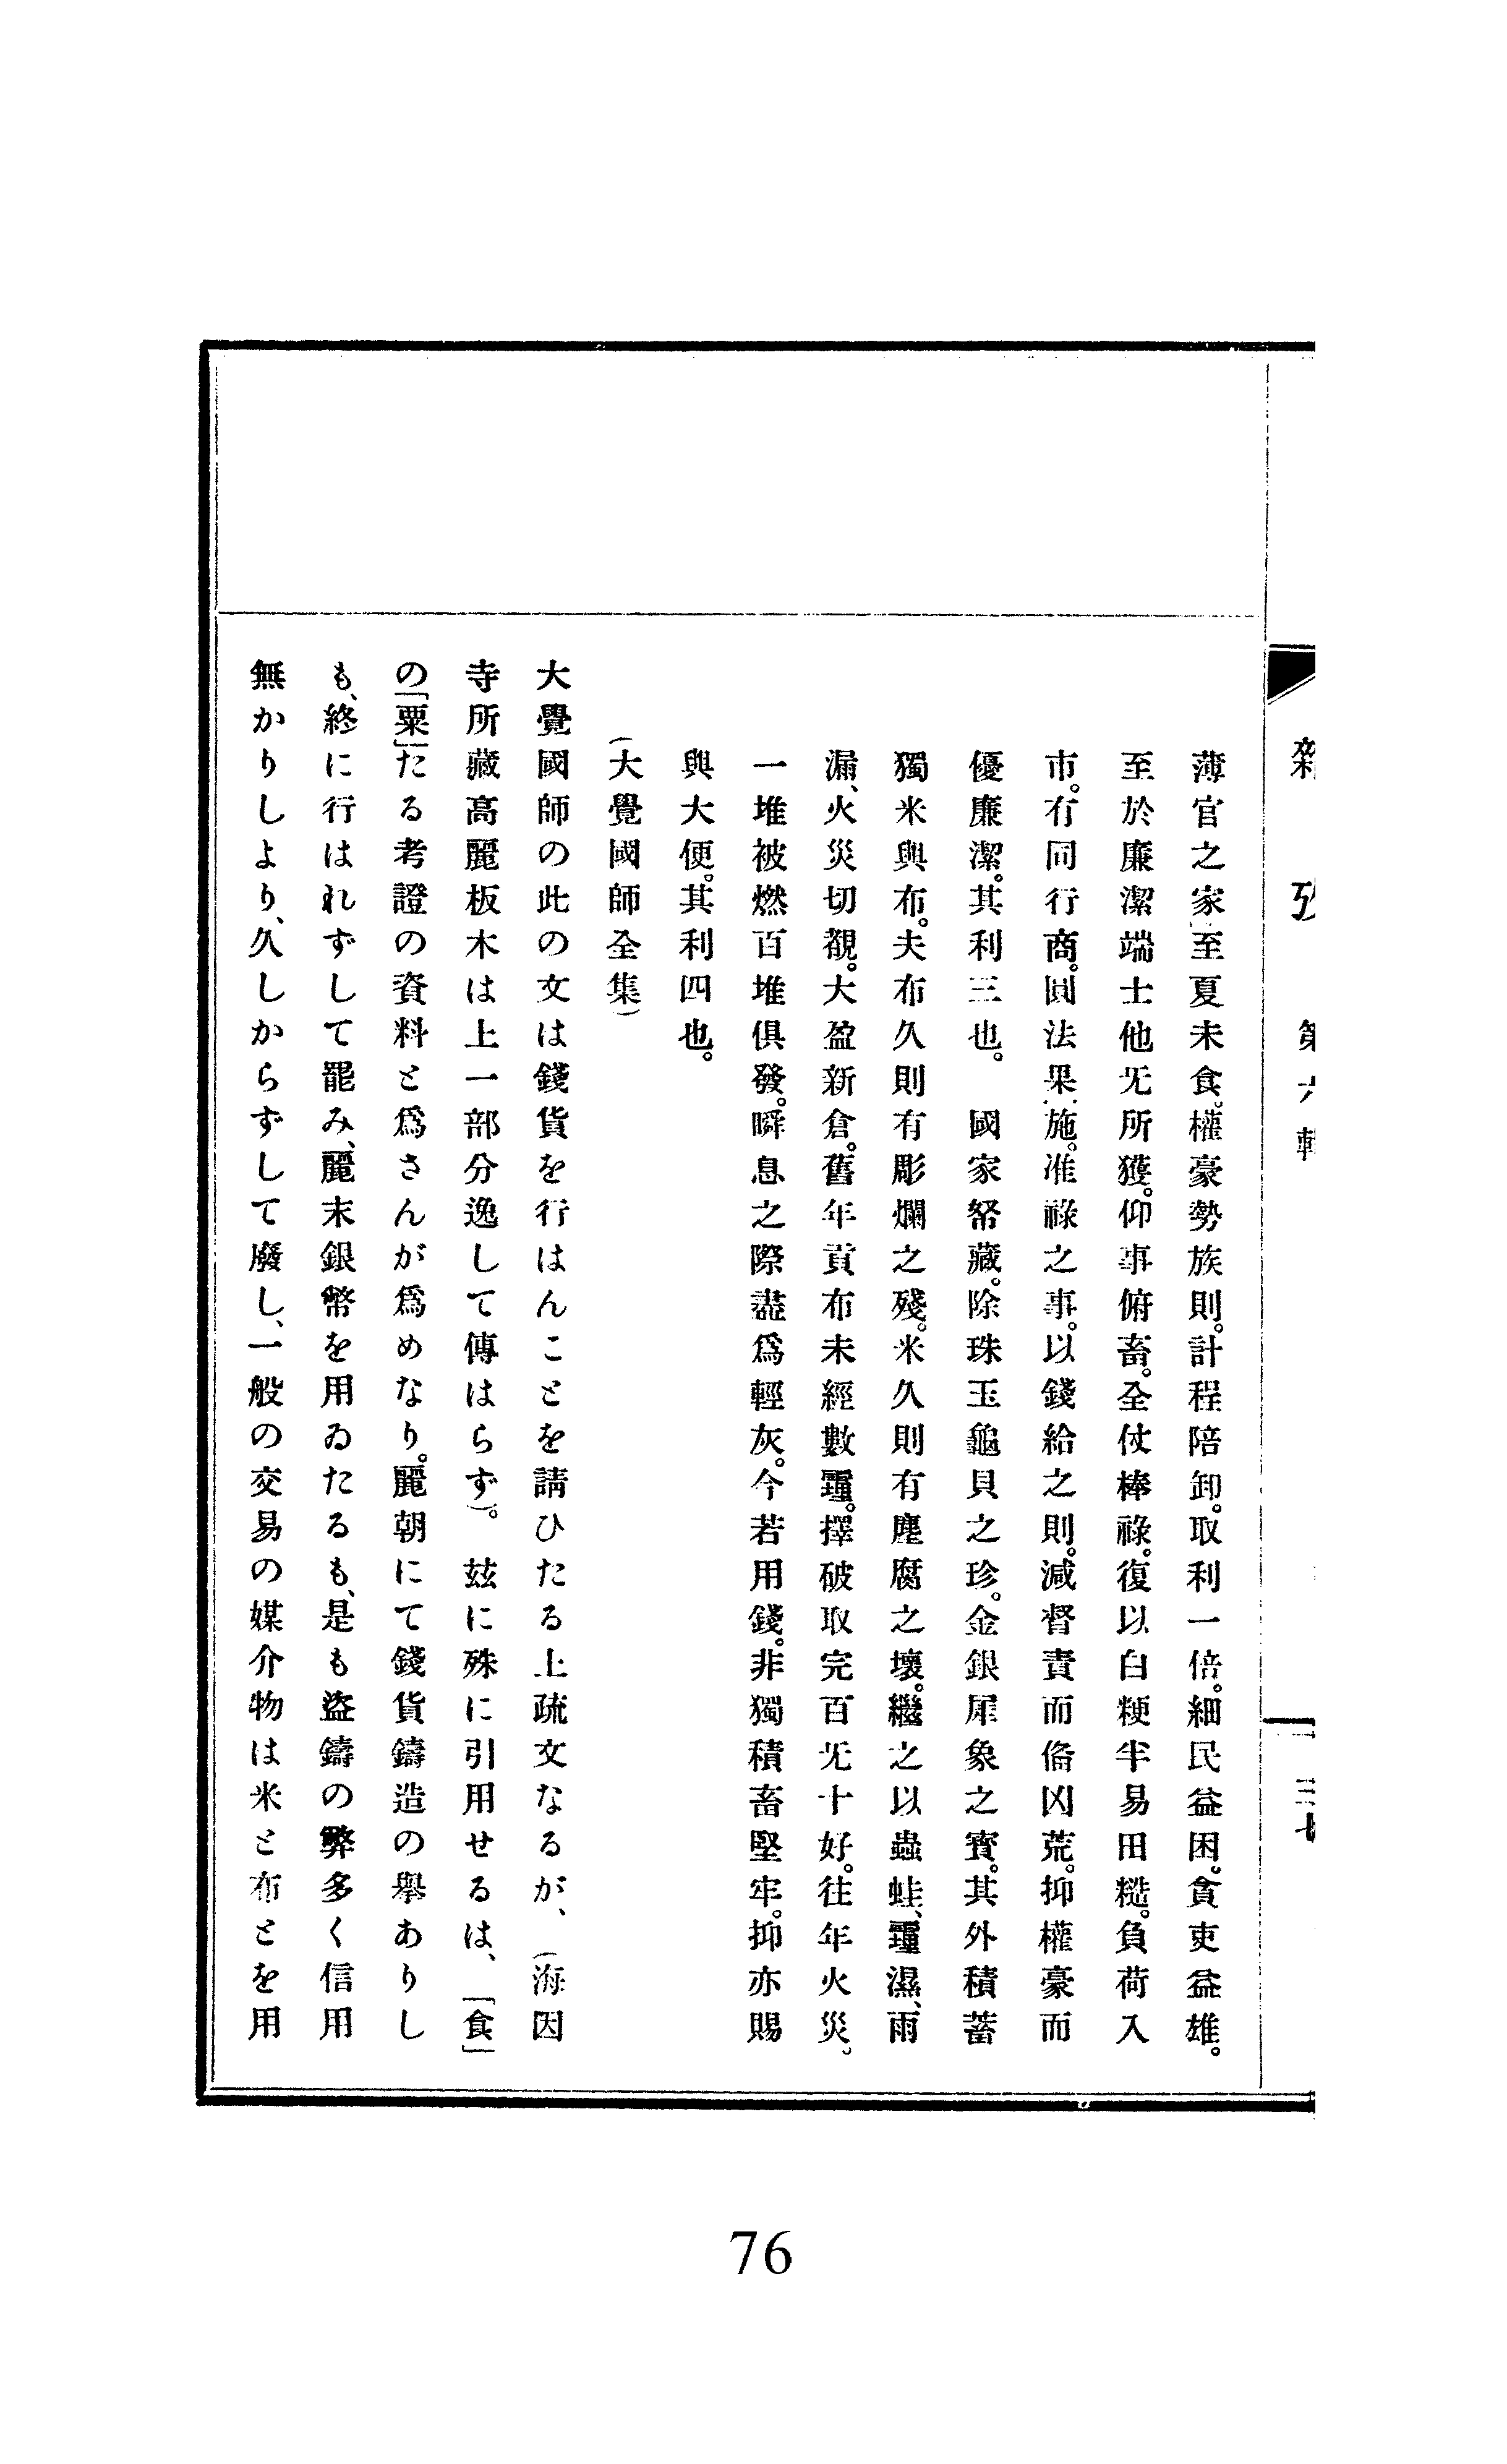 雜攷 第六輯 三七
薄官之家、至夏未食。權豪勢族則。計程陪卸。取利一倍。細民益困。貪吏益雄。
至於廉潔端士他无所獲。仰事俯畜。全仗棒祿。復以白粳半易田糙。負荷入
市。有同行商。圓法果施。准祿之事。以錢給之則。減督責而俻凶荒。抑權豪而
優廉潔。其利三也。 國家帑藏。除珠玉龜貝之珍。金銀犀象之寶。其外積蓄
獨米與布。夫布久則有彫爛之殘。米久則有塵腐之壞。繼之以蟲蛀、霾濕、雨
漏、火災切覩。大盈新倉。舊年貢布未經數霾。擇破取完百无十好。往年火災。
一堆被燃百堆俱發。瞬息之際盡爲輕灰。今若用錢。非獨積畜堅牢。抑亦賜
與大便。其利四也。
(大覺國師全集)
大覺國師の此の文は錢貨を行はんことを請ひたる上疏文なるが、(海因
寺所藏高麗板木は上一部分逸して傳はらず)。玆に殊に引用せるは、「食」
の「粟」たる考證の資料と爲さんが爲めなり。麗朝にて錢貨鑄造の擧ありし
も、終に行はれずして罷み、麗末銀幣を用ゐたるも、是も盜鑄の弊多く信用
無かりしより、久しからずして廢し、一般の交易の媒介物は米と布とを用
76